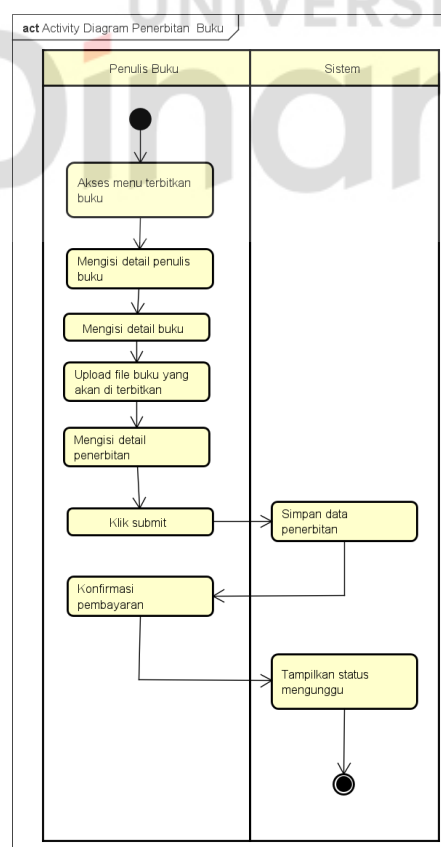 UNIVERSI
act Activity Diagram Penerbitan Buku
Dinar
Penulis Buku
Sistem
Akses menu terbitkan
buku
Mengisi detail penulis
buku
Mengisi detail buku
Upload file buku yang
akan di terbitkan
Mengisi detail
penerbitan
Klik submit
Simpan data
penerbitan
Konfirmasi
pembayaran
Tampilkan status
mengunggu